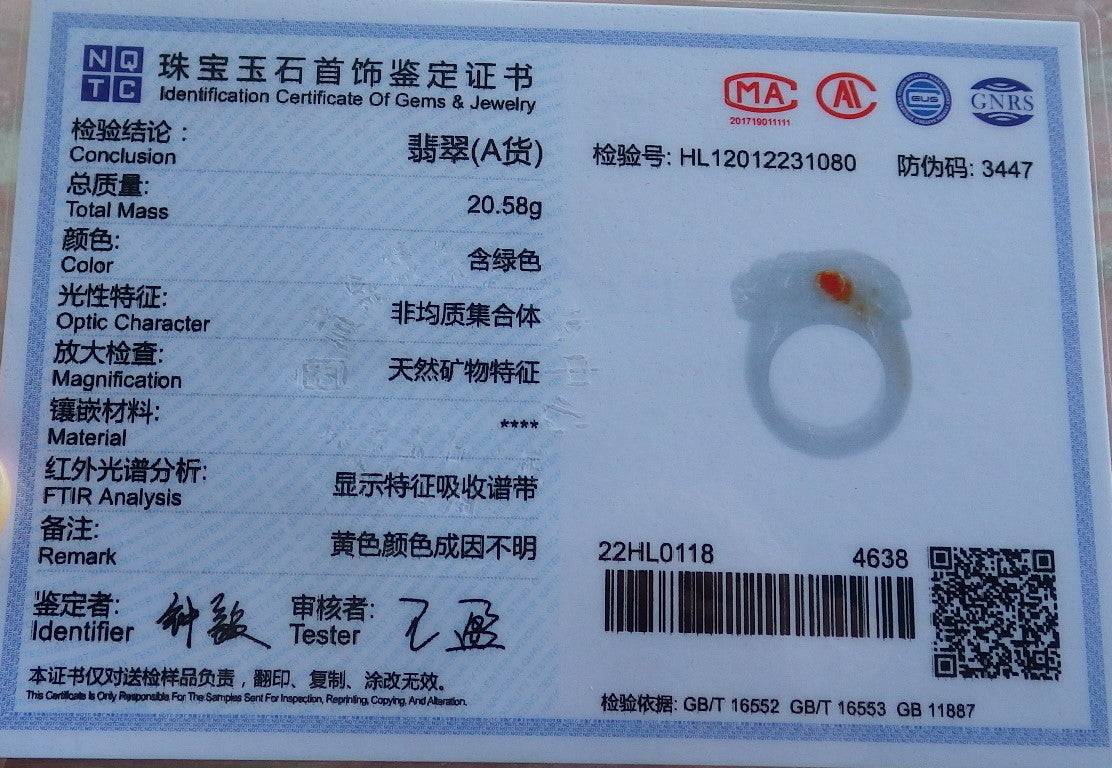 NQTC
珠宝玉石首饰鉴定证书
Identification Certificate Of Gems & Jewelry
检验结论：
Conclusion
翡翠(A货)
总质量:
Total Mass
20.58g
颜色:
Color
含绿色
光性特征:
Optic Character
非均质集合体
放大检查:
Magnification
天然矿物特征
镶嵌材料:
Material
****
红外光谱分析:
FTIR Analysis
显示特征吸收谱带
备注:
Remark
黄色颜色成因不明
鉴定者:
Identifier
审核者:
Tester
王盈
本证书仅对送检样品负责，翻印、复制、涂改无效。
This Certificate Is Only Responsible For The Samples Sent For Inspection, Reprinting, Copying, And Alteration.
MA
201719011111
AL
GNRS
检验号: HL12012231080
防伪码: 3447
22HL0118
4638
检验依据: GB/T 16552 GB/T 16553 GB 11887